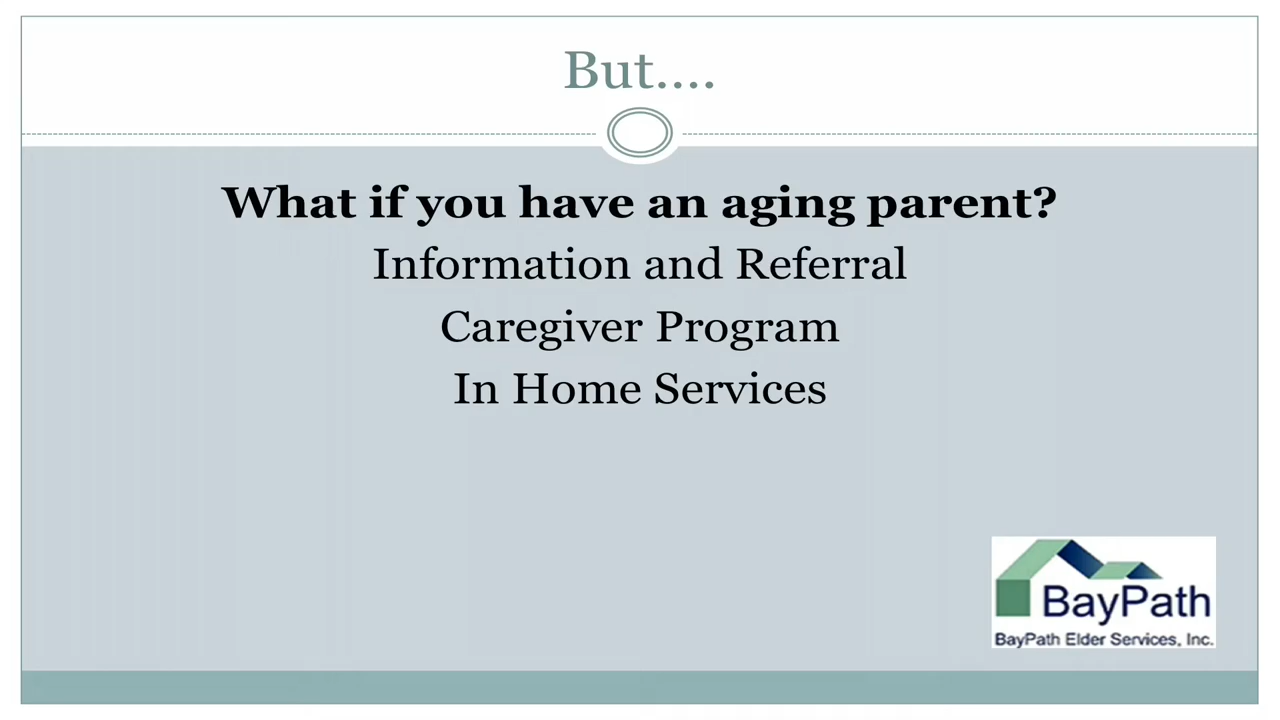 But....
What if you have an aging parent?
Information and Referral
Caregiver Program
In Home Services
BayPath
BayPath Elder Services, Inc.